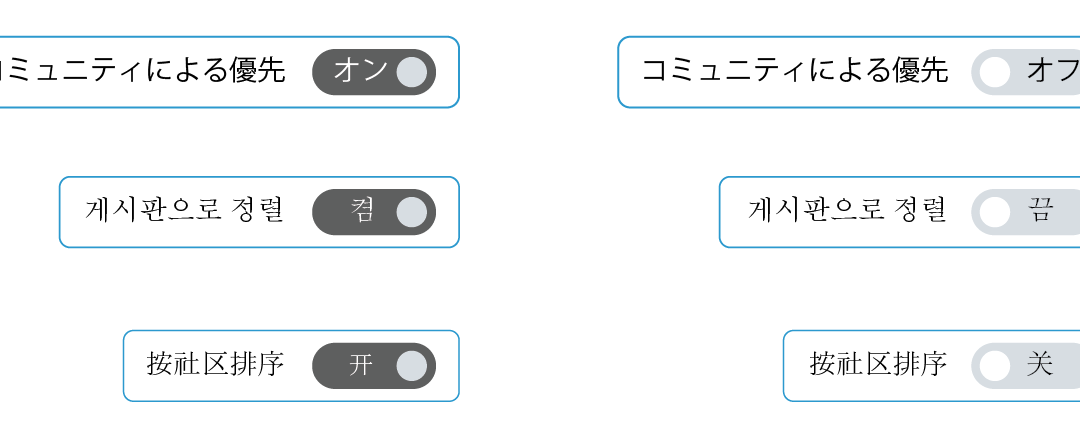 コミュニティによる優先 オン
コミュニティによる優先 オフ
게시판으로 정렬 켬
게시판으로 정렬 끔
按社区排序 开
按社区排序 关